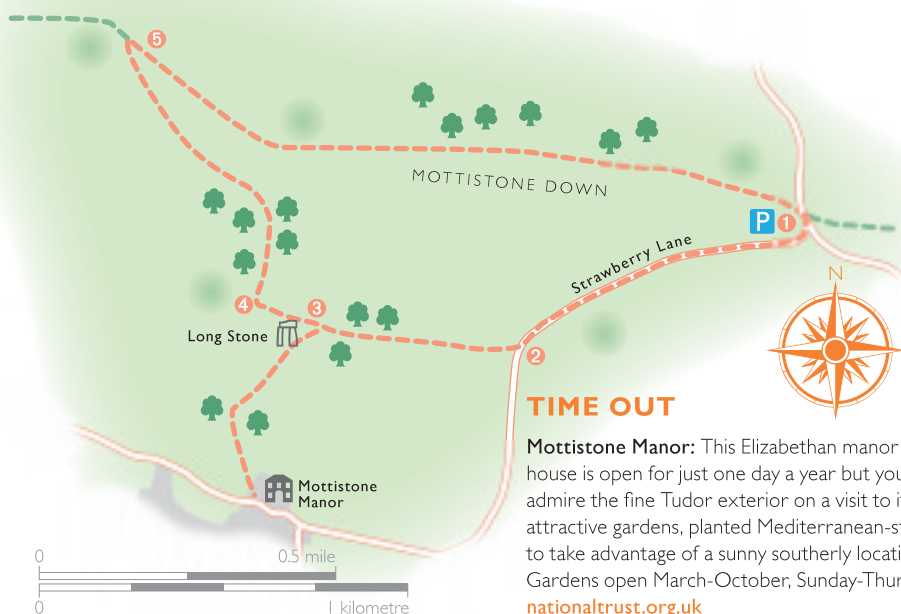 5
MOTTISTONE DOWN
P 1
Strawberry Lane
N
4
3
Long Stone
2
TIME OUT
Mottistone Manor: This Elizabethan manor
house is open for just one day a year but you
admire the fine Tudor exterior on a visit to i
attractive gardens, planted Mediterranean-s
to take advantage of a sunny southerly locati
Gardens open March-October, Sunday-Thur
nationaltrust.org.uk
Mottistone
Manor
0 0.5 mile
0 1 kilometre